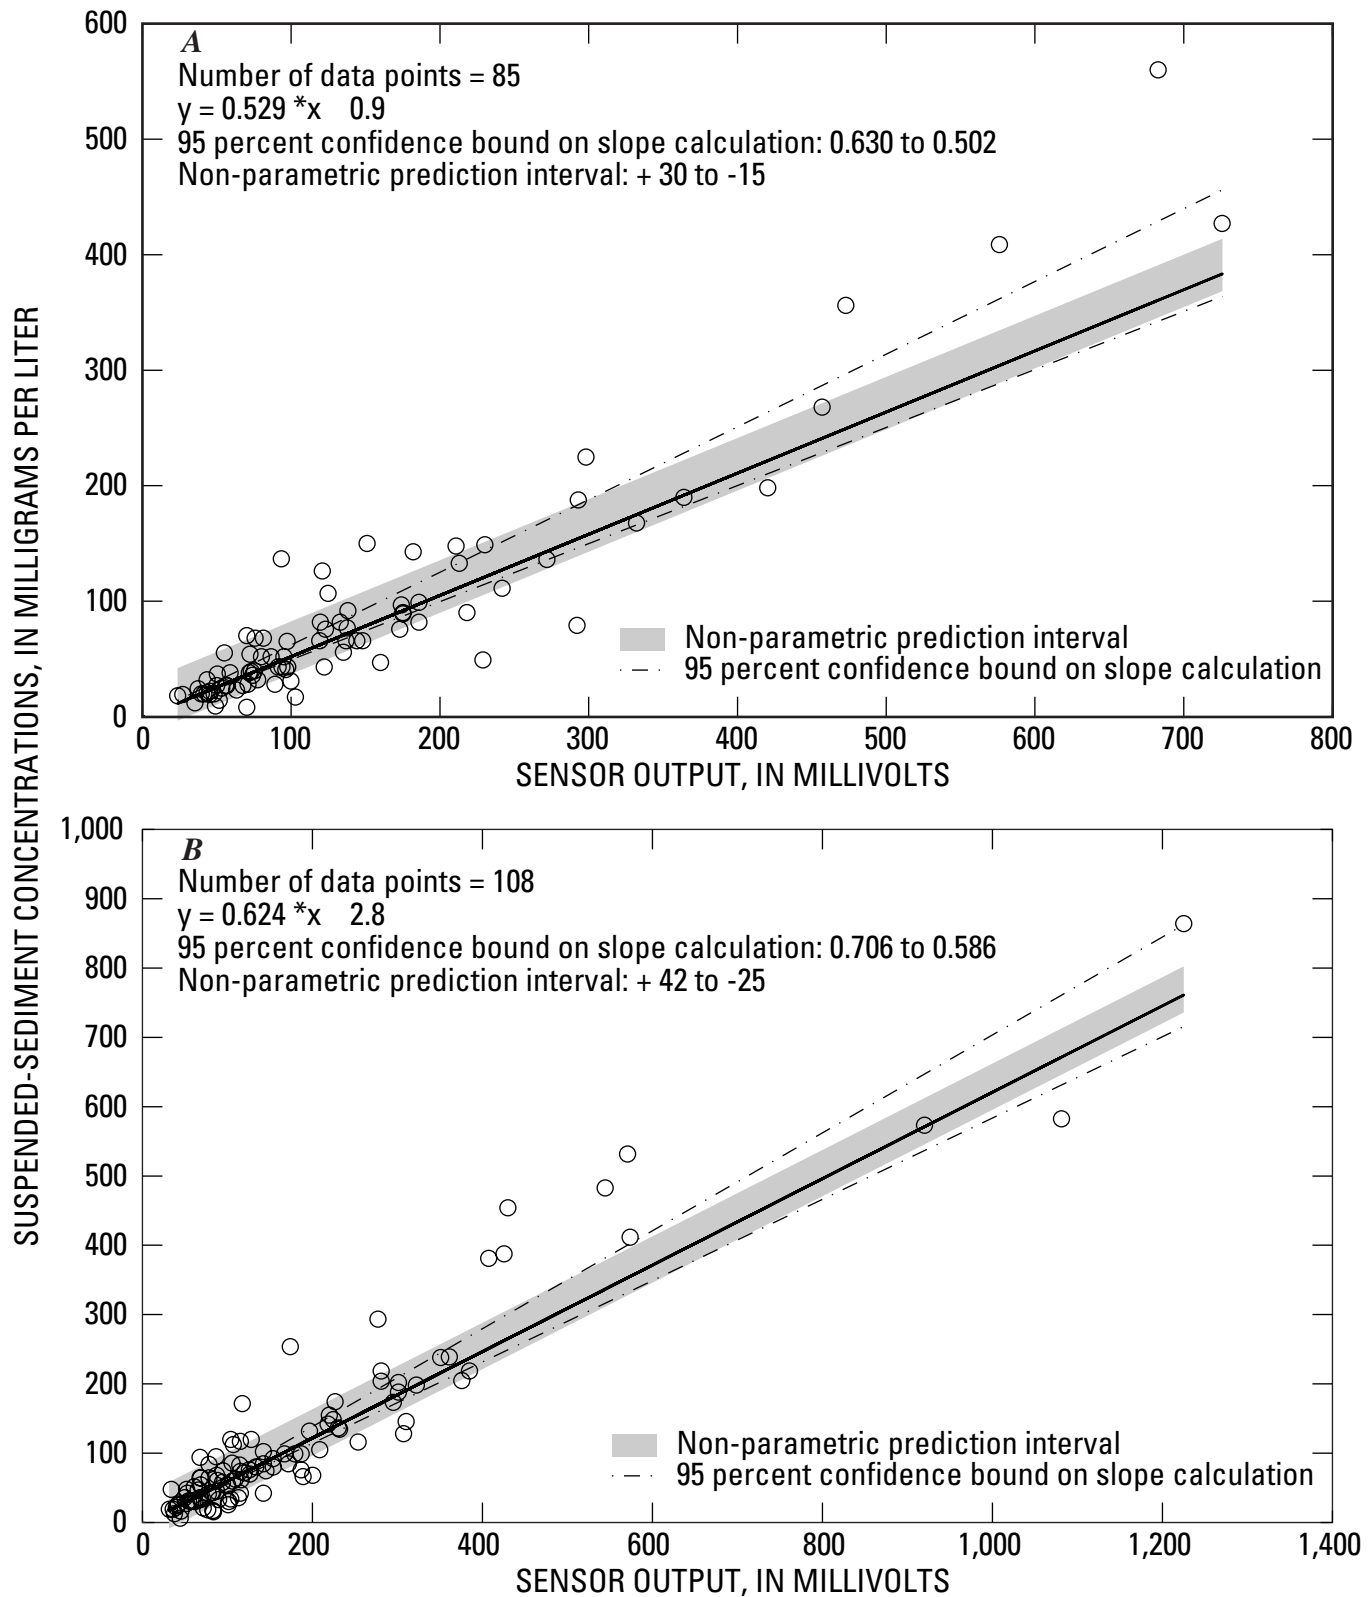 SUSPENDED-SEDIMENT CONCENTRATIONS, IN MILLIGRAMS PER LITER
A
Number of data points = 85
y = 0.529 *x 0.9
95 percent confidence bound on slope calculation: 0.630 to 0.502
Non-parametric prediction interval: + 30 to -15
600
500
400
300
200
100
0
Non-parametric prediction interval
95 percent confidence bound on slope calculation
0 100 200 300 400 500 600 700 800
SENSOR OUTPUT, IN MILLIVOLTS
B
Number of data points = 108
y = 0.624 *x 2.8
95 percent confidence bound on slope calculation: 0.706 to 0.586
Non-parametric prediction interval: + 42 to -25
1,000
900
800
700
600
500
400
300
200
100
0
Non-parametric prediction interval
95 percent confidence bound on slope calculation
0 200 400 600 800 1,000 1,200 1,400
SENSOR OUTPUT, IN MILLIVOLTS